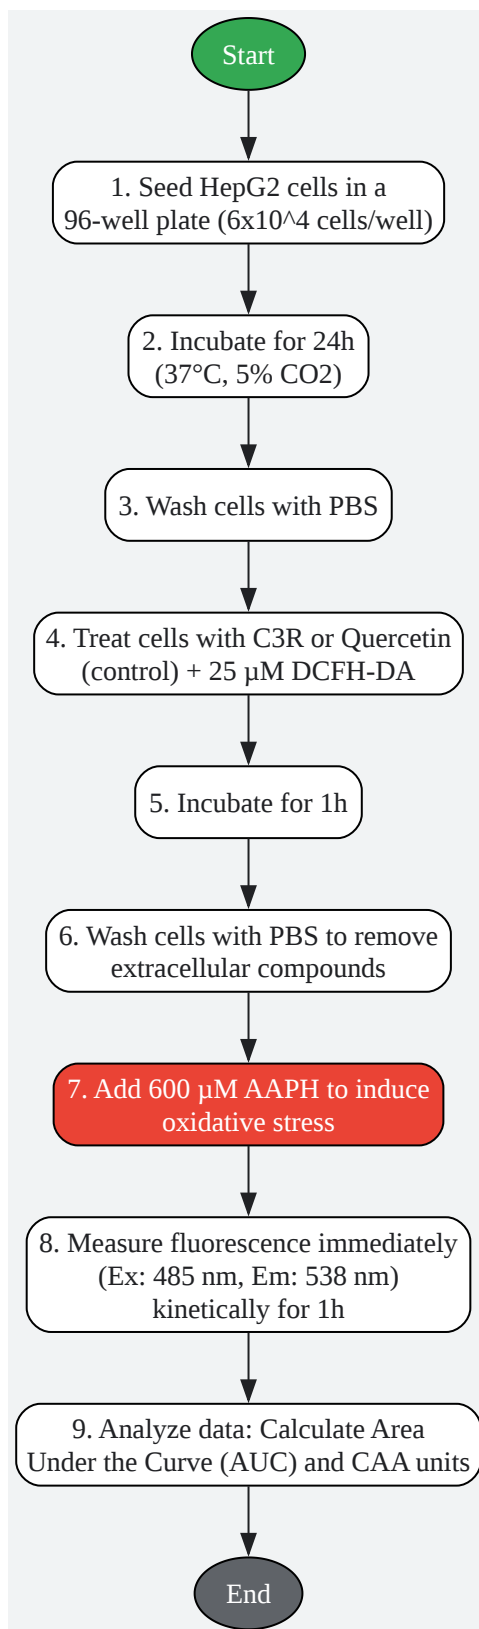 Start
1. Seed HepG2 cells in a
96-well plate (6x10^4 cells/well)
2. Incubate for 24h
(37°C, 5% CO2)
3. Wash cells with PBS
4. Treat cells with C3R or Quercetin
(control) + 25 µM DCFH-DA
5. Incubate for 1h
6. Wash cells with PBS to remove
extracellular compounds
7. Add 600 µM AAPH to induce
oxidative stress
8. Measure fluorescence immediately
(Ex: 485 nm, Em: 538 nm)
kinetically for 1h
9. Analyze data: Calculate Area
Under the Curve (AUC) and CAA units
End